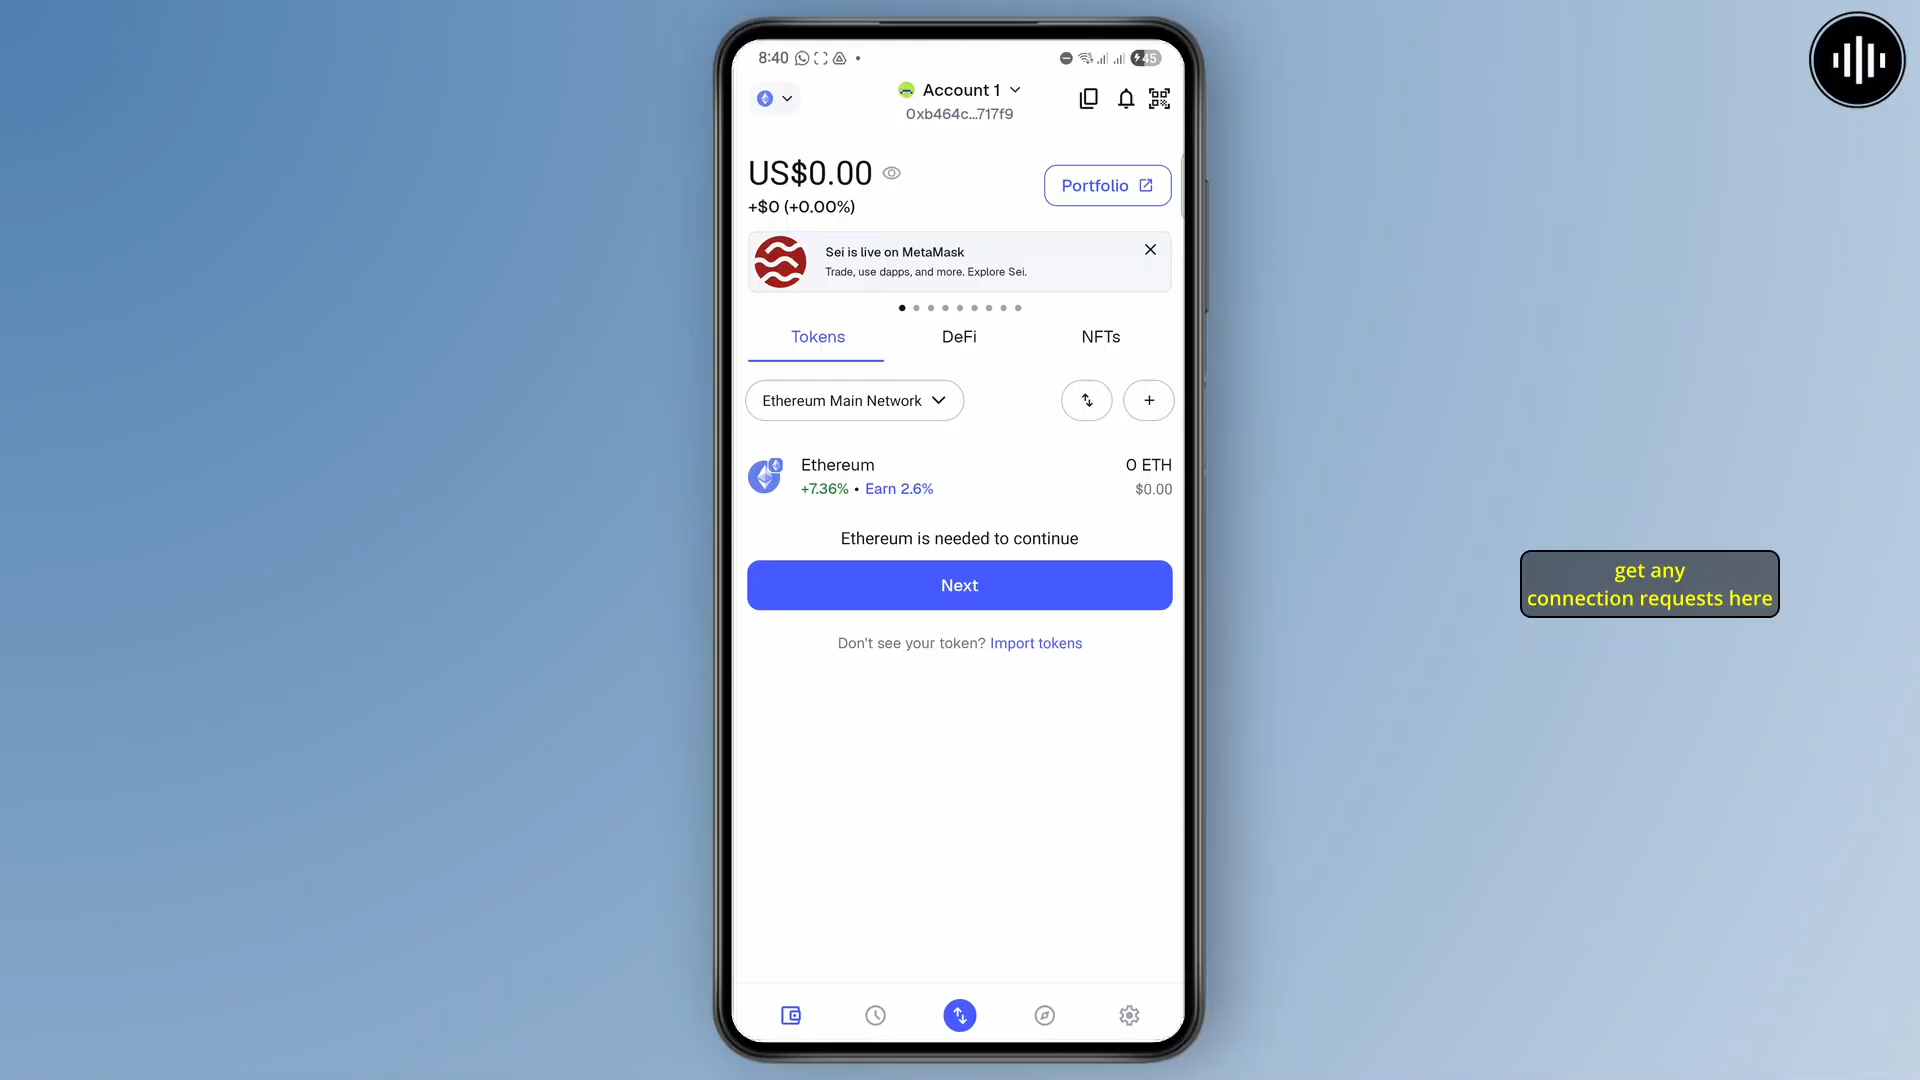 8:40
45
Account 1
0xb464c...717f9
US$0.00
+$0 (+0.00%)
Portfolio
Sei is live on MetaMask
Trade, use dapps, and more. Explore Sei.
Tokens
DeFi
NFTs
Ethereum Main Network
Ethereum
0 ETH
+7.36% • Earn 2.6%
$0.00
Ethereum is needed to continue
Next
Don't see your token? Import tokens
get any
connection requests here